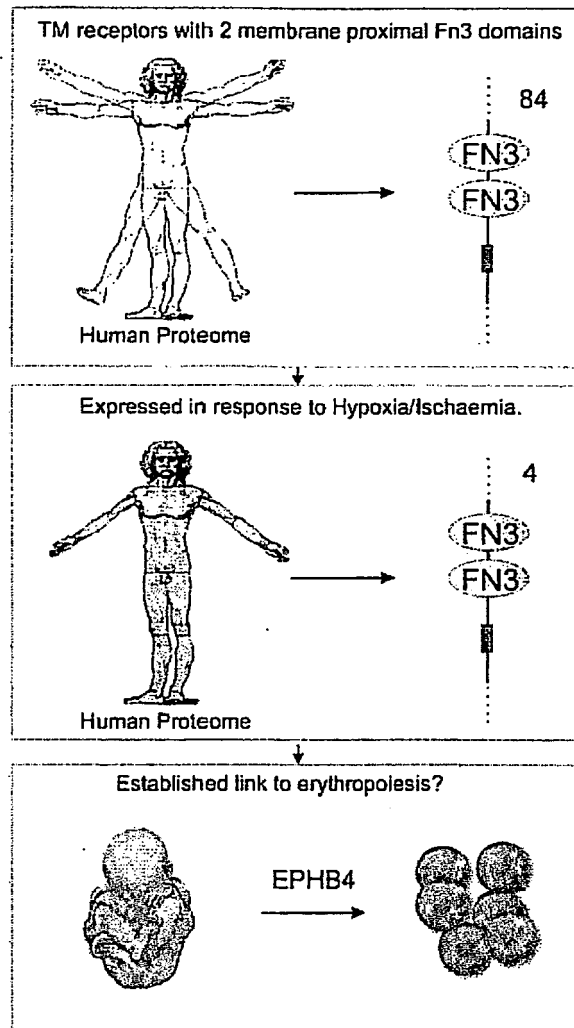 TM receptors with 2 membrane proximal Fn3 domains
84
FN3
FN3
Human Proteome
Expressed in response to Hypoxia/Ischaemia.
4
FN3
FN3
Human Proteome
Established link to erythropoiesis?
EPHB4